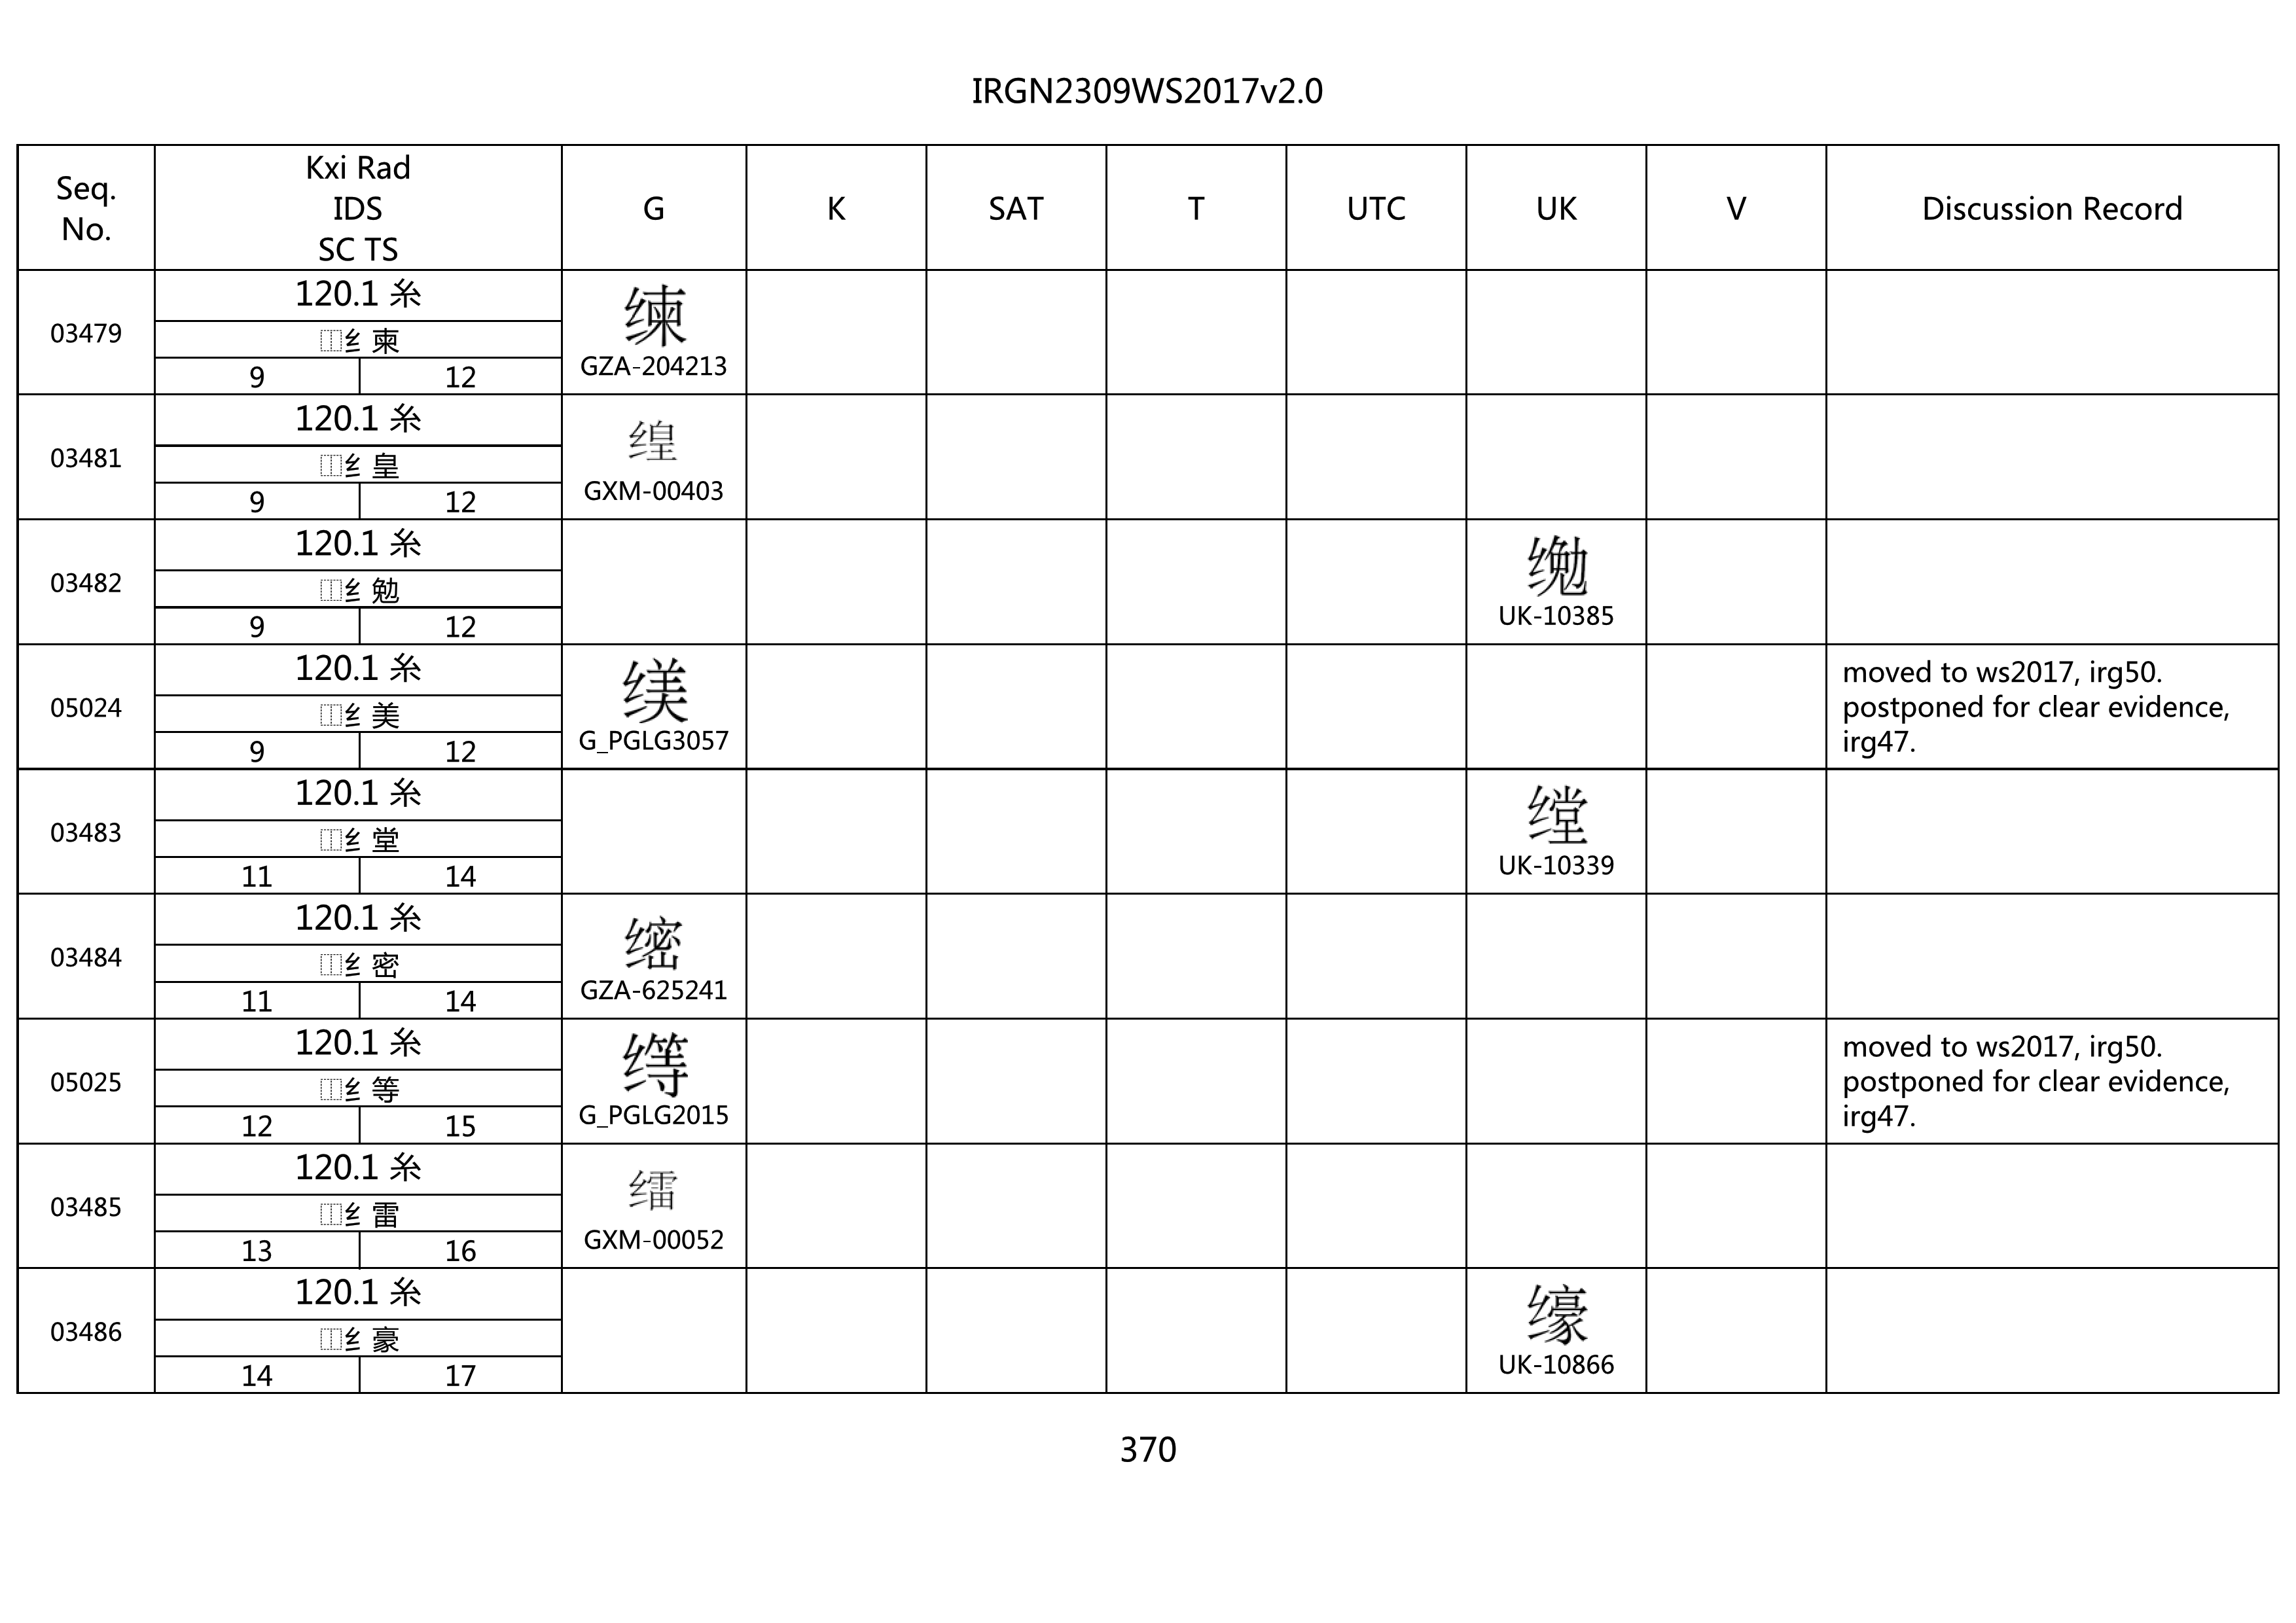 IRGN2309WS2017v2.0
Seq. No.
Kxi Rad
IDS
SC TS
G
K
SAT
T
UTC
UK
V
Discussion Record
03479
120.1 糸
⿰纟柬
9 12
GZA-204213
03481
120.1 糸
⿰纟皇
9 12
GXM-00403
03482
120.1 糸
⿰纟勉
9 12
UK-10385
05024
120.1 糸
⿰纟美
9 12
G_PGLG3057
moved to ws2017, irg50.
postponed for clear evidence,
irg47.
03483
120.1 糸
⿰纟堂
11 14
UK-10339
03484
120.1 糸
⿰纟密
11 14
GZA-625241
05025
120.1 糸
⿰纟等
12 15
G_PGLG2015
moved to ws2017, irg50.
postponed for clear evidence,
irg47.
03485
120.1 糸
⿰纟雷
13 16
GXM-00052
03486
120.1 糸
⿰纟豪
14 17
UK-10866
370